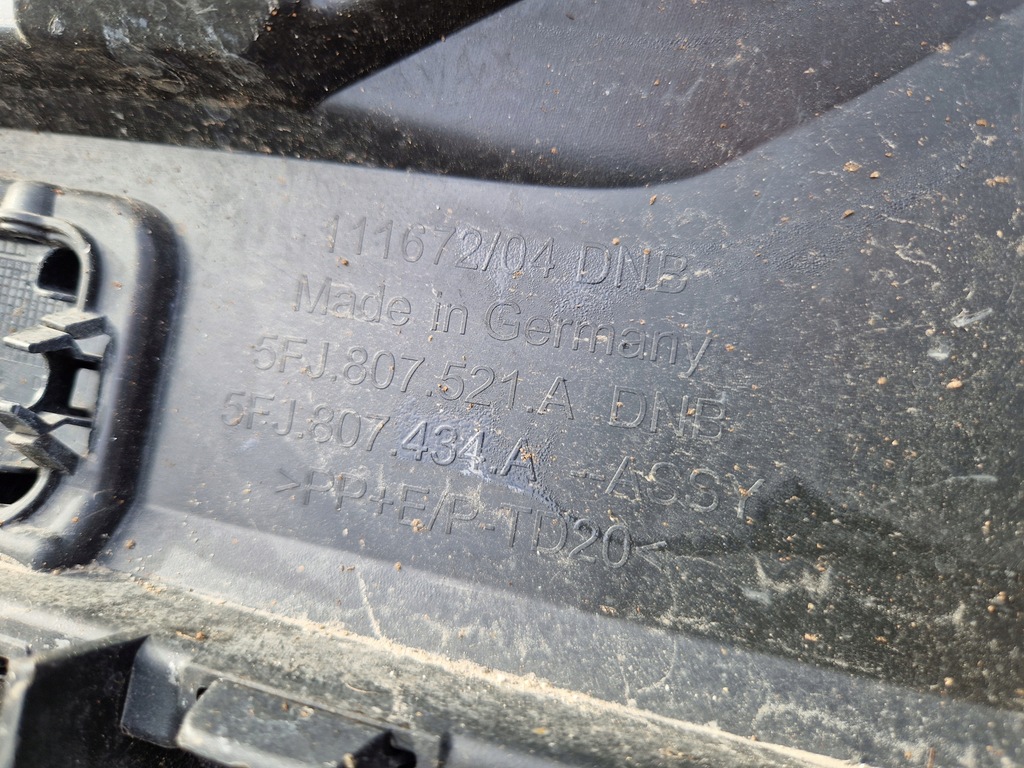 111672/04 DNB
Made in Germany
5FJ.807.521.A DNB
5FJ.807.434.A --ASSY
>PP+E/P-TD20<